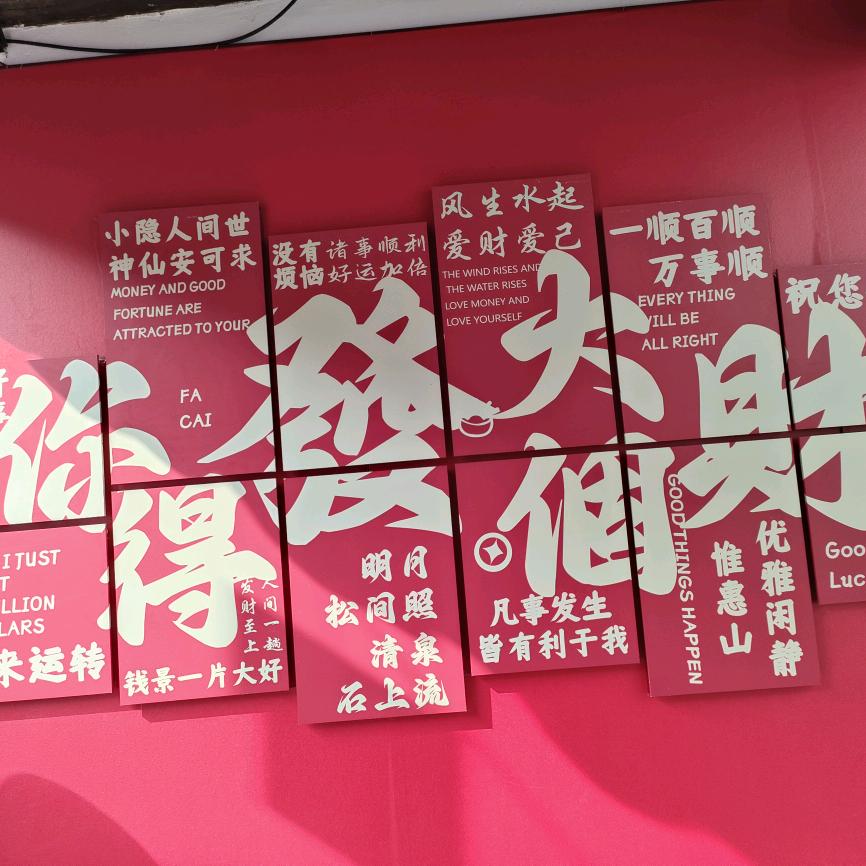 小隐人间世
神仙安可求
MONEY AND GOOD
FORTUNE ARE
ATTRACTED TO YOUR
FA
CAI
没有诸事顺利
烦恼好运加倍
风生水起
爱财爱己
THE WIND RISES AND
THE WATER RISES
LOVE MONEY AND
LOVE YOURSELF
一顺百顺
万事顺
EVERY THING
WILL BE
ALL RIGHT
祝您
你得發大個財
I JUST
LLION
LARS
来运转
人间一趟
发财至上
钱景一片大好
明月
松间照
清泉
石上流
凡事发生
皆有利于我
GOOD THINGS HAPPEN
优雅闲静
惟惠山
Goo
Luc